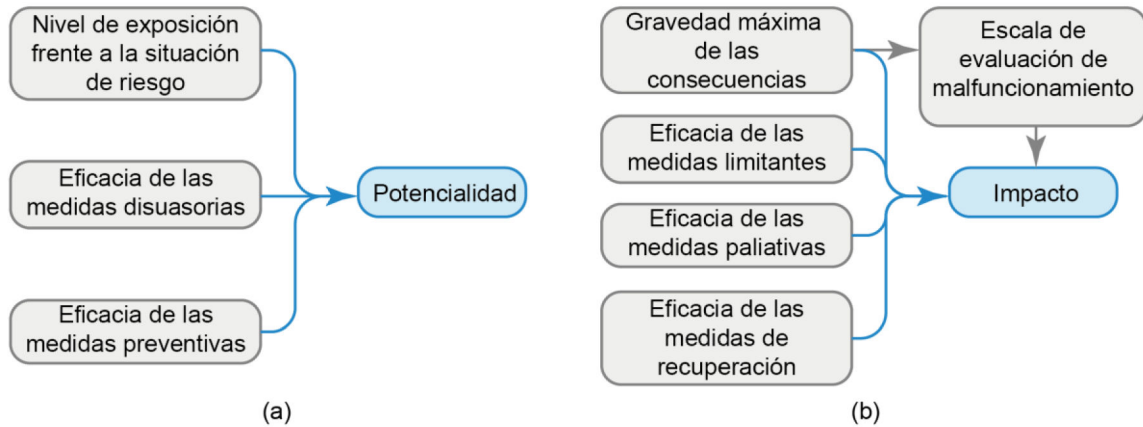 Nivel de exposición
frente a la situación
de riesgo
Eficacia de las
medidas disuasorias
Eficacia de las
medidas preventivas
Potencialidad
(a)
Gravedad máxima
de las
consecuencias
Eficacia de las
medidas limitantes
Eficacia de las
medidas paliativas
Eficacia de las
medidas de
recuperación
Escala de
evaluación de
malfuncionamiento
Impacto
(b)